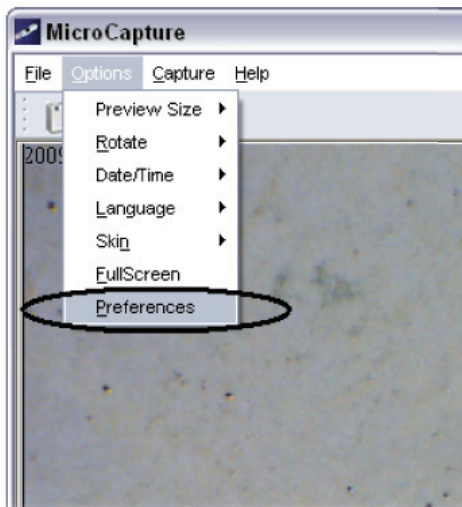 MicroCapture
File Options Capture Help
Preview Size
Rotate
Date/Time
Language
Skin
FullScreen
Preferences